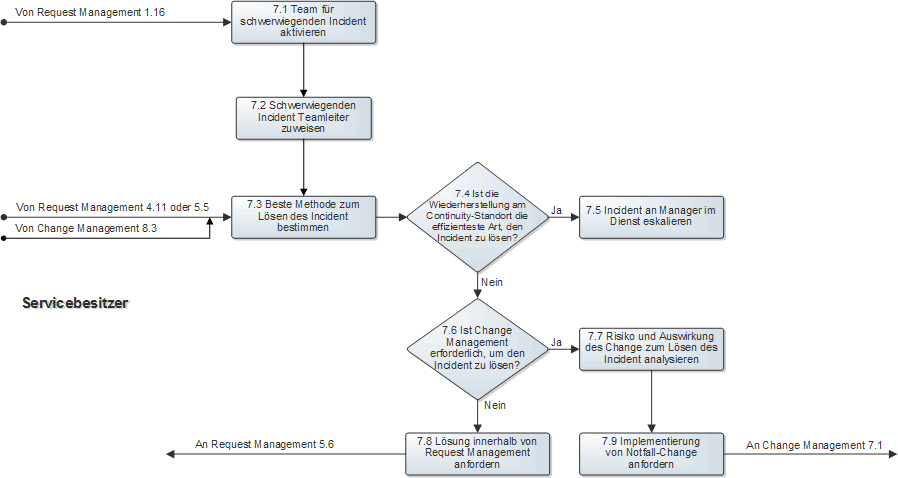 Von Request Management 1.16
7.1 Team für
schwerwiegenden Incident
aktivieren
7.2 Schwerwiegenden
Incident Teamleiter
zuweisen
Von Request Management 4.11 oder 5.5
Von Change Management 8.3
7.3 Beste Methode zum
Lösen des Incident
bestimmen
7.4 Ist die
Wiederherstellung am
Continuity-Standort die
effizienteste Art, den
Incident zu lösen?
Ja
7.5 Incident an Manager im
Dienst eskalieren
Nein
Servicebesitzer
7.6 Ist Change
Management
erforderlich, um den
Incident zu lösen?
Ja
7.7 Risiko und Auswirkung
des Change zum Lösen des
Incident analysieren
Nein
An Request Management 5.6
7.8 Lösung innerhalb von
Request Management
anfordern
7.9 Implementierung
von Notfall-Change
anfordern
An Change Management 7.1